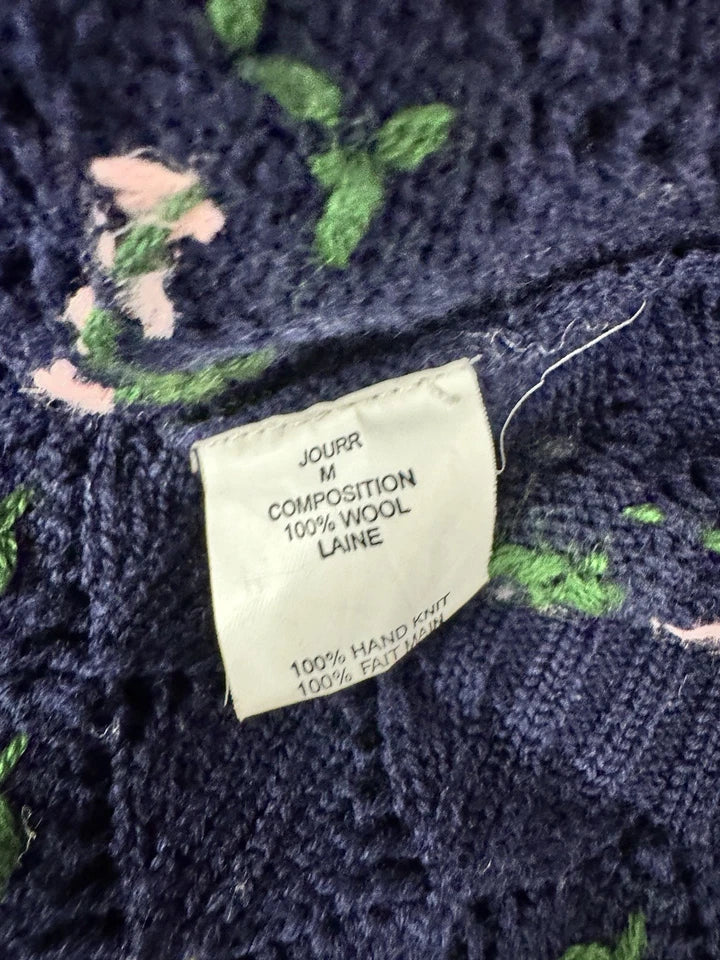 JOURR
M
COMPOSITION
100% WOOL
LAINE
100% HAND KNIT
100% FAIT MAIN